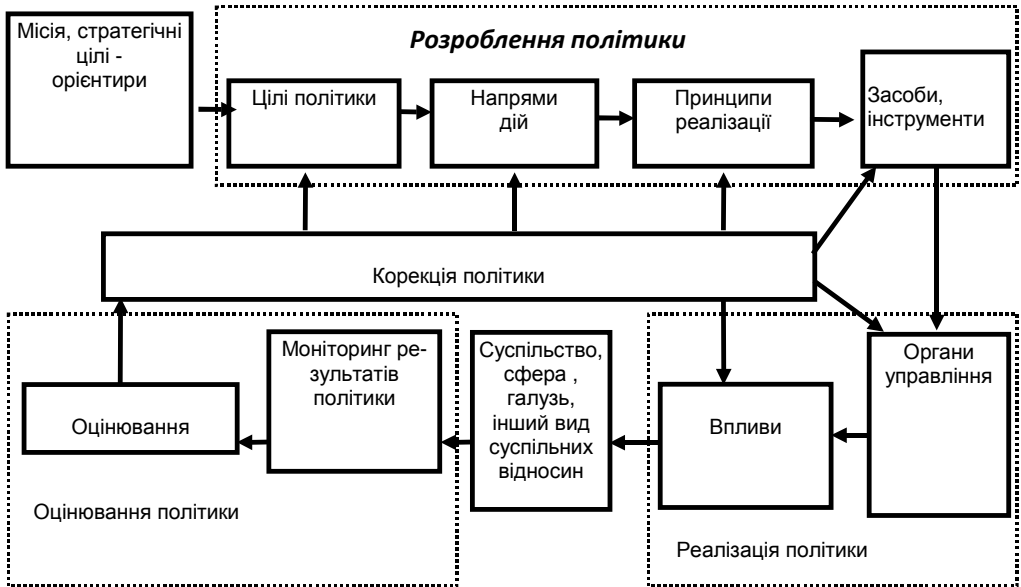 Місія, стратегічні
цілі -
орієнтири
Розроблення політики
Цілі політики
Напрями
дій
Принципи
реалізації
Засоби,
інструменти
Корекція політики
Моніторинг ре-
зультатів
політики
Суспільство,
сфера ,
галузь,
інший вид
суспільних
відносин
Органи
управління
Оцінювання
Впливи
Оцінювання політики
Реалізація політики